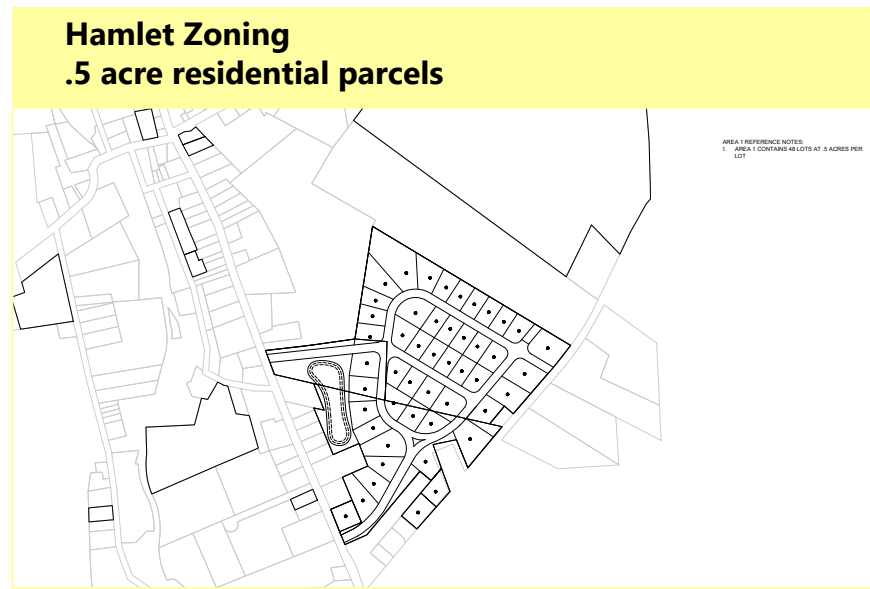 Hamlet Zoning
.5 acre residential parcels
AREA 1 REFERENCE NOTES:
1. AREA 1 CONTAINS 48 LOTS AT .5 ACRES PER
LOT